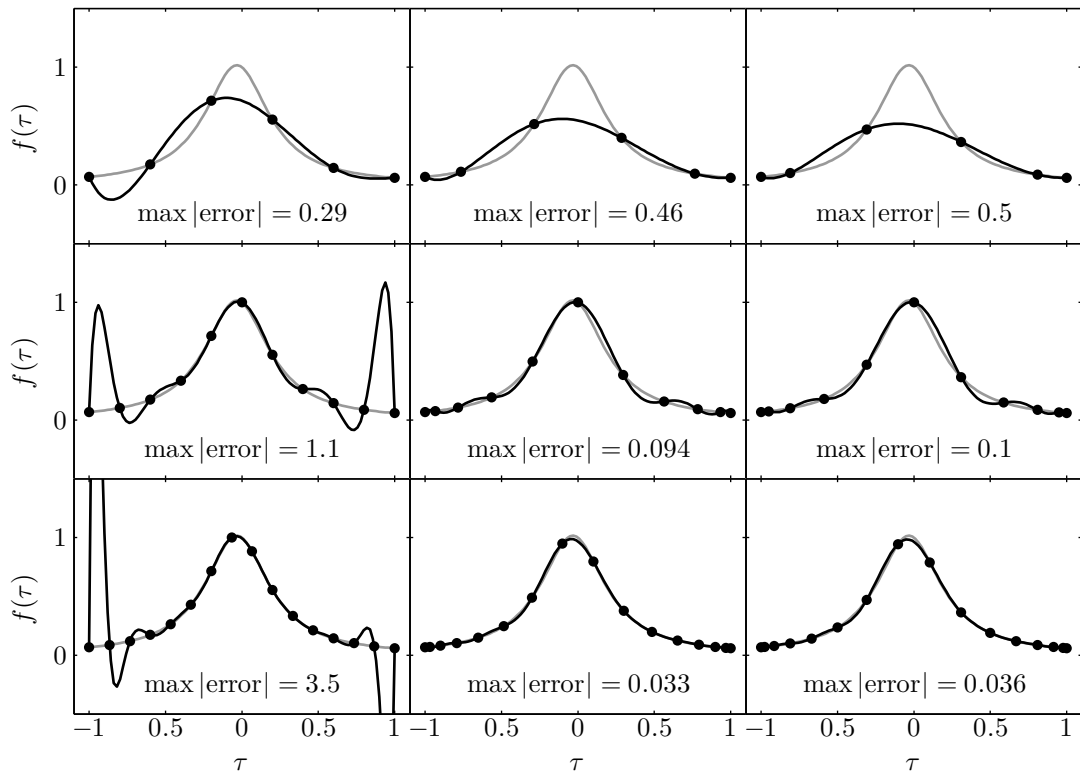 f(τ)
1
0
max |error| = 0.29
max |error| = 0.46
max |error| = 0.5
f(τ)
1
0
max |error| = 1.1
max |error| = 0.094
max |error| = 0.1
f(τ)
1
0
max |error| = 3.5
max |error| = 0.033
max |error| = 0.036
−1 −0.5 0 0.5 1 −1 −0.5 0 0.5 1 −1 −0.5 0 0.5 1
τ τ τ